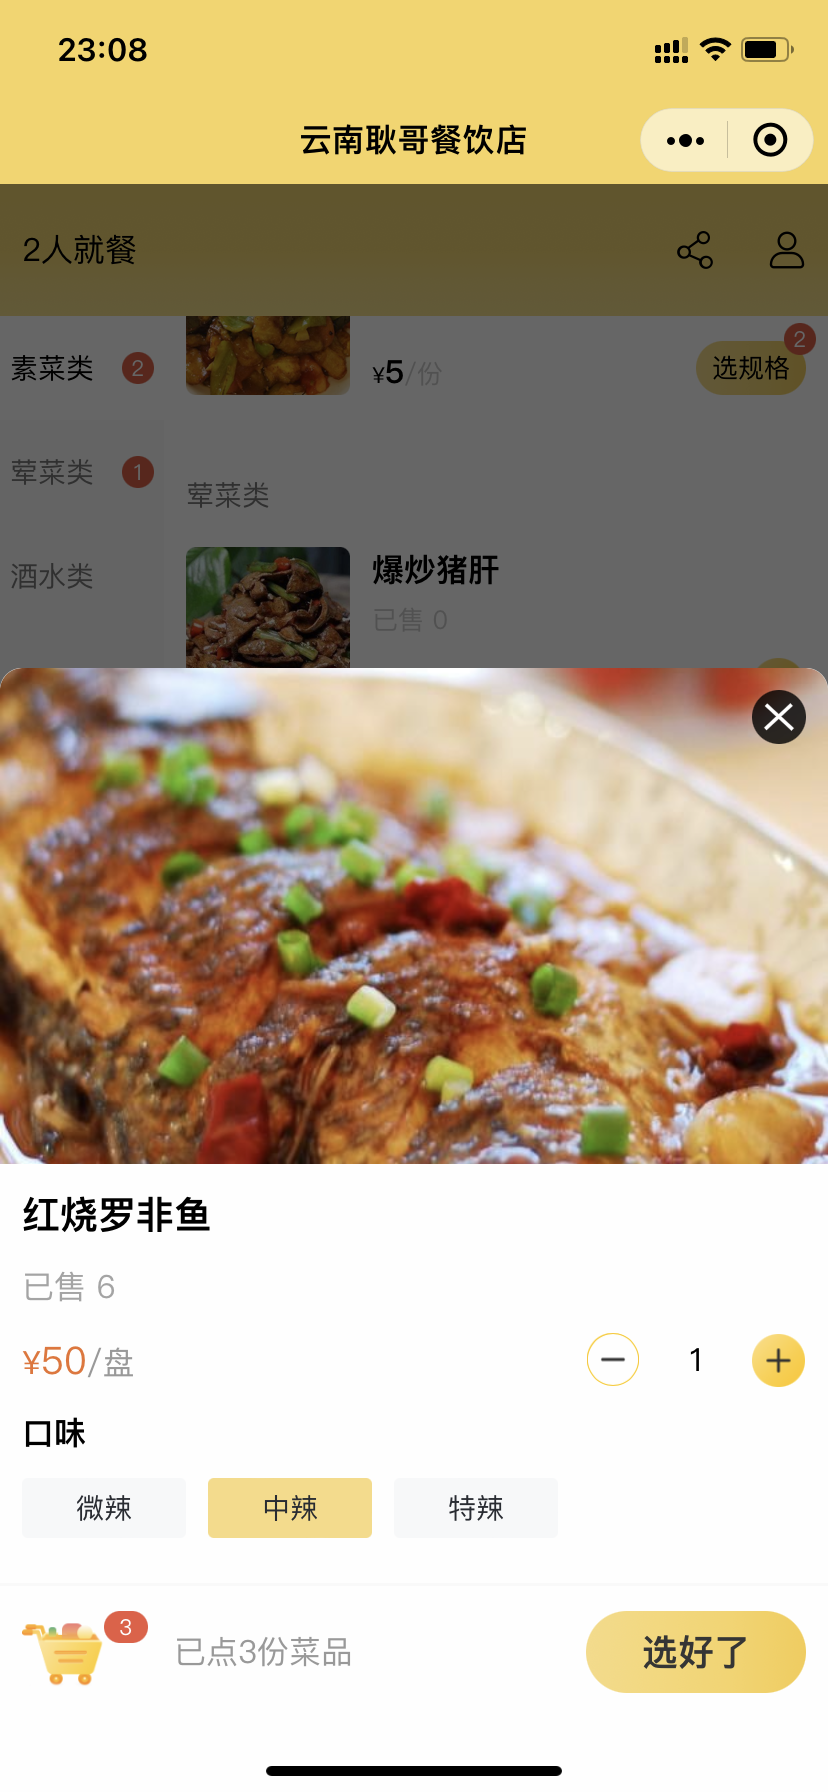 23:08
云南耿哥餐饮店
2人就餐
素菜类 2
¥5/份
2
选规格
荤菜类 1
荤菜类
酒水类
爆炒猪肝
已售 0
红烧罗非鱼
已售 6
¥50/盘
1
口味
微辣 中辣 特辣
3
已点3份菜品
选好了